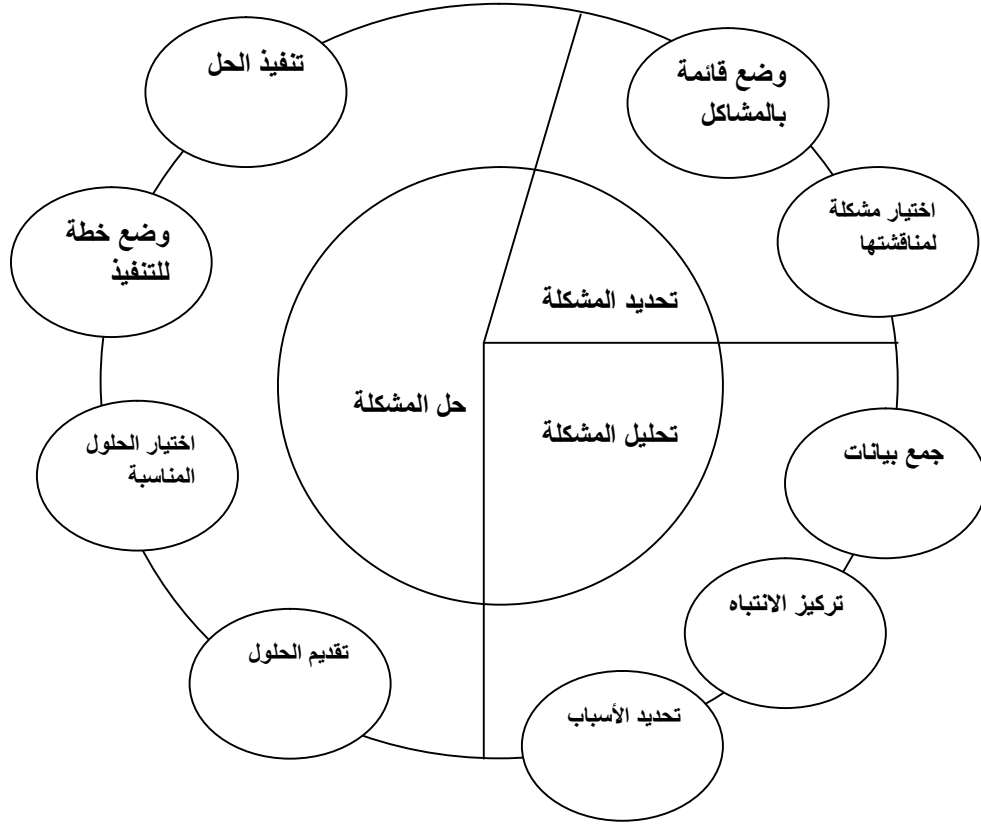 وضع قائمة
بالمشاكل
اختيار مشكلة
لمناقشتها
جمع بيانات
تركيز الانتباه
تحديد الأسباب
تقديم الحلول
اختيار الحلول
المناسبة
وضع خطة
للتنفيذ
تنفيذ الحل
تحديد المشكلة
تحليل المشكلة
حل المشكلة